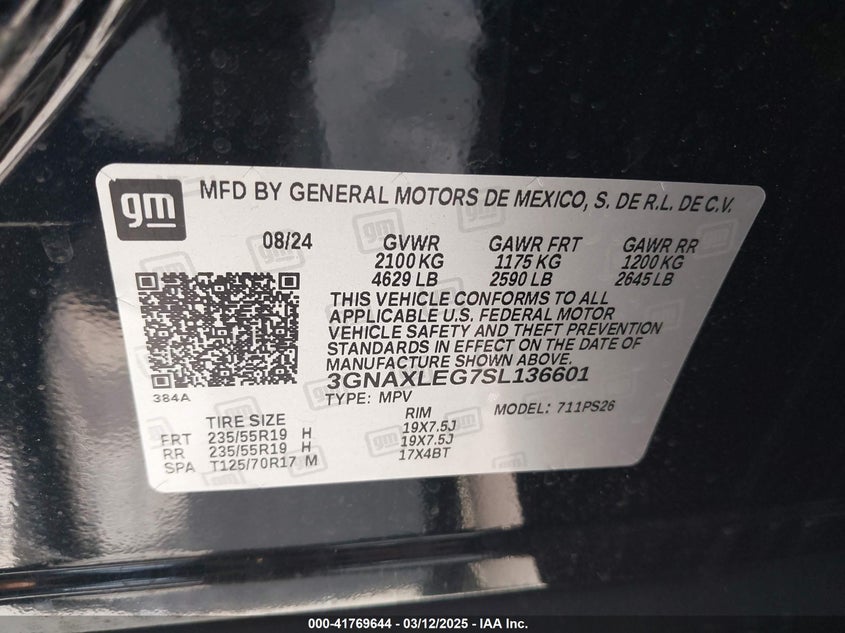 gm
MFD BY GENERAL MOTORS DE MEXICO, S. DE R.L. DE C.V.
08/24 GVWR GAWR FRT GAWR RR
2100 KG 1175 KG 1200 KG
4629 LB 2590 LB 2645 LB
THIS VEHICLE CONFORMS TO ALL
APPLICABLE U.S. FEDERAL MOTOR
VEHICLE SAFETY AND THEFT PREVENTION
STANDARDS IN EFFECT ON THE DATE OF
MANUFACTURE SHOWN ABOVE.
384A
3GNAXLEG7SL136601
TYPE: MPV MODEL: 711PS26
TIRE SIZE RIM
FRT 235/55R19 H 19X7.5J
RR 235/55R19 H 19X7.5J
SPA T125/70R17 M 17X4BT
000-41769644 - 03/12/2025 - IAA Inc.